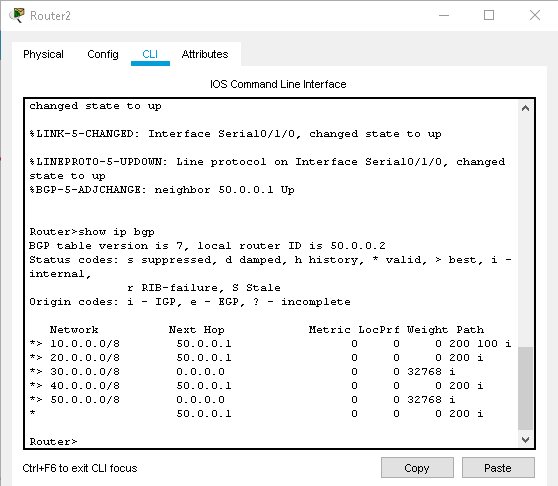 Router2
Physical Config CLI Attributes
IOS Command Line Interface
changed state to up
%LINK-5-CHANGED: Interface Serial0/1/0, changed state to up
%LINEPROTO-5-UPDOWN: Line protocol on Interface Serial0/1/0, changed
state to up
%BGP-5-ADJCHANGE: neighbor 50.0.0.1 Up
Router>show ip bgp
BGP table version is 7, local router ID is 50.0.0.2
Status codes: s suppressed, d damped, h history, * valid, > best, i -
internal,
r RIB-failure, S Stale
Origin codes: i - IGP, e - EGP, ? - incomplete
Network Next Hop Metric LocPrf Weight Path
*> 10.0.0.0/8 50.0.0.1 0 0 0 200 100 i
*> 20.0.0.0/8 50.0.0.1 0 0 0 200 i
*> 30.0.0.0/8 0.0.0.0 0 0 32768 i
*> 40.0.0.0/8 50.0.0.1 0 0 0 200 i
*> 50.0.0.0/8 0.0.0.0 0 0 32768 i
* 50.0.0.1 0 0 0 200 i
Router>
Ctrl+F6 to exit CLI focus
Copy Paste